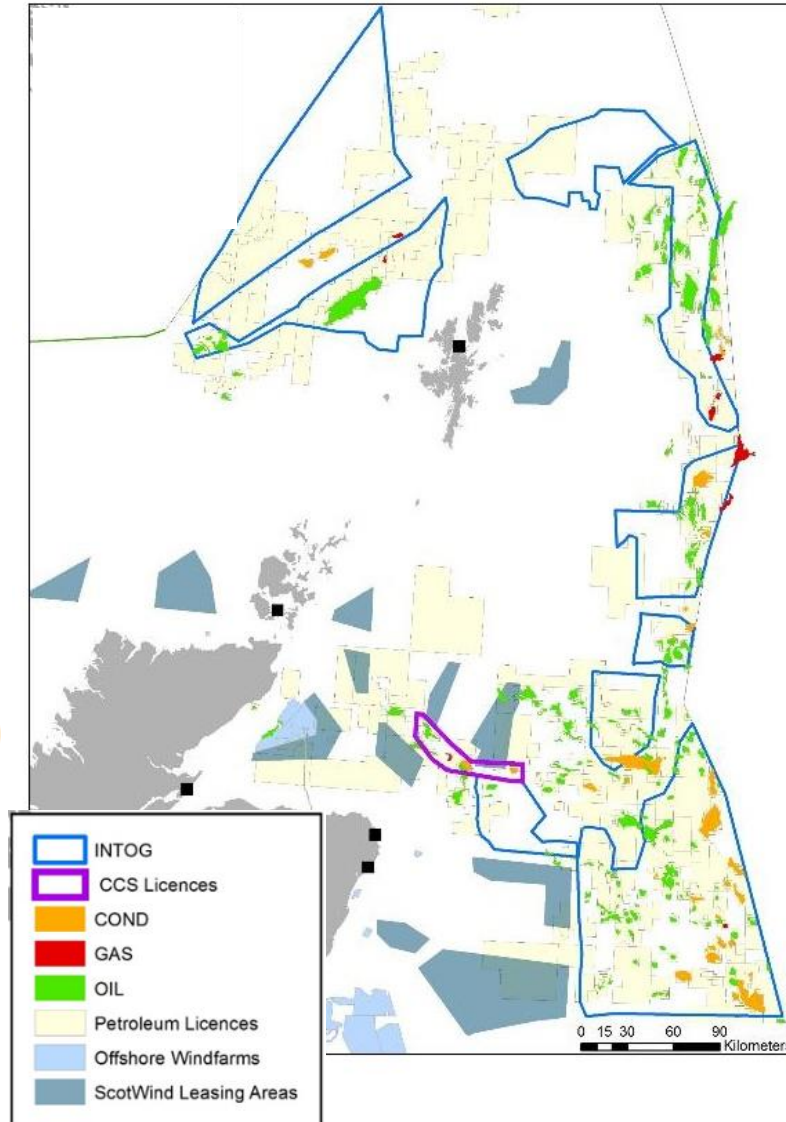 INTOG
CCS Licences
COND
GAS
OIL
Petroleum Licences
Offshore Windfarms
ScotWind Leasing Areas
0 15 30 60 90
Kilometers